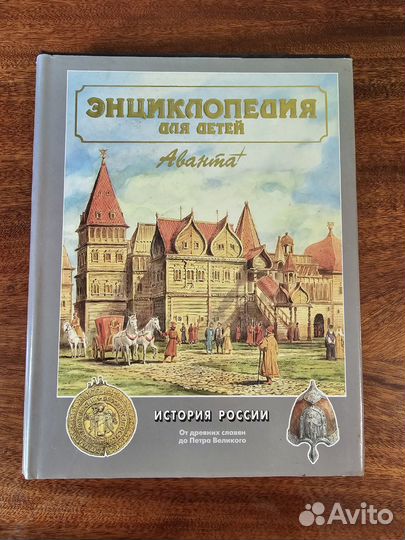 ЭНЦИКЛОПЕДИЯ
ДЛЯ ДЕТЕЙ
Аванта+
ИСТОРИЯ РОССИИ
От древних славян
до Петра Великого
Avito